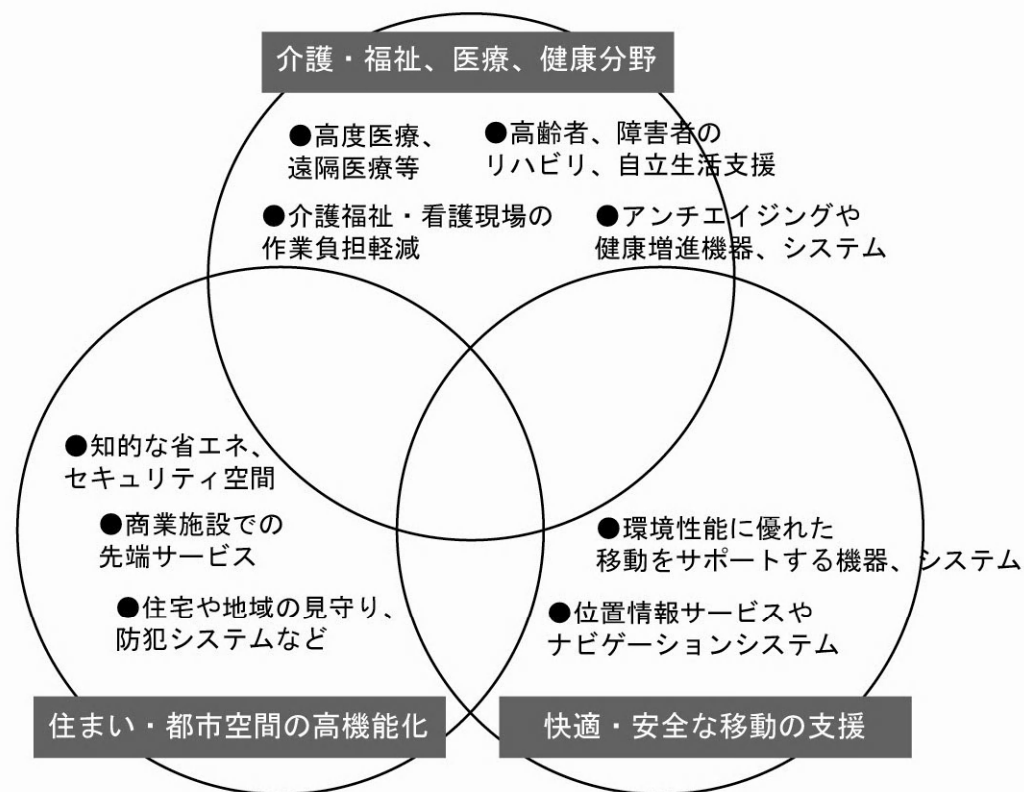 介護・福祉、医療、健康分野
●高度医療、
遠隔医療等
●高齢者、障害者の
リハビリ、自立生活支援
●介護福祉・看護現場の
作業負担軽減
●アンチエイジングや
健康増進機器、システム
●知的な省エネ、
セキュリティ空間
●商業施設での
先端サービス
●住宅や地域の見守り、
防犯システムなど
●環境性能に優れた
移動をサポートする機器、システム
●位置情報サービスや
ナビゲーションシステム
住まい・都市空間の高機能化
快適・安全な移動の支援